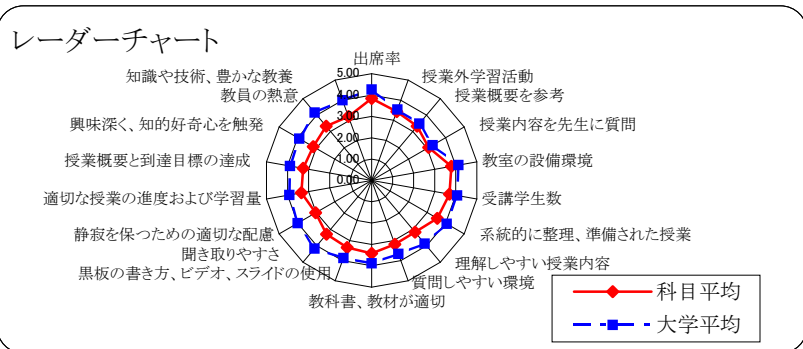 レーダーチャート
出席率
授業外学習活動
授業概要を参考
授業内容を先生に質問
教室の設備環境
受講学生数
系統的に整理、準備された授業
理解しやすい授業内容
質問しやすい環境
教科書、教材が適切
黒板の書き方、ビデオ、スライドの使用
聞き取りやすさ
静寂を保つための適切な配慮
適切な授業の進度および学習量
授業概要と到達目標の達成
興味深く、知的好奇心を触発
教員の熱意
知識や技術、豊かな教養
5.00
4.00
3.00
2.00
1.00
0.00
科目平均
大学平均